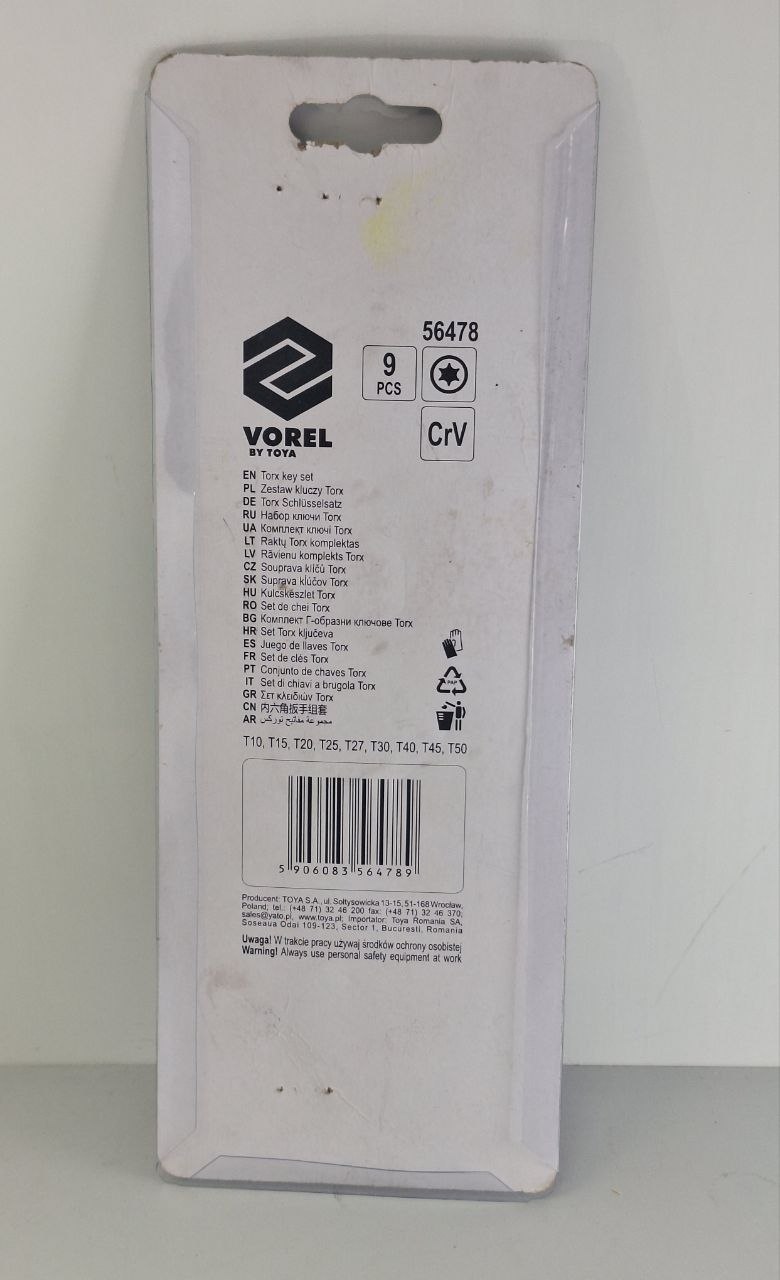 56478
9
PCS
CrV
VOREL
BY TOYA
EN Torx key set
PL Zestaw kluczy Torx
DE Torx Schlüsselsatz
RU Набор ключи Torx
UA Комплект ключі Torx
LT Raktų Torx komplektas
LV Rāvienu komplekts Torx
CZ Souprava klíčů Torx
SK Suprava kľúčov Torx
HU Kulcskészlet Torx
RO Set de chei Torx
BG Комплект Г-образни ключове Torx
HR Set Torx ključeva
ES Juego de llaves Torx
FR Set de clés Torx
PT Conjunto de chaves Torx
IT Set di chiavi a brugola Torx
GR Σετ κλειδιών Torx
CN 内六角扳手组套
AR مجموعة مفاتيح توركس
PAP
T10, T15, T20, T25, T27, T30, T40, T45, T50
5 906083 564789
Producent: TOYA S.A., ul. Sołtysowicka 13-15, 51-168 Wrocław,
Poland; tel.: (+48 71) 32 46 200 fax: (+48 71) 32 46 370,
sales@yato.pl, www.toya.pl; Importator: Toya Romania SA,
Soseaua Odai 109-123, Sector 1, Bucuresti, Romania
Uwaga! W trakcie pracy używaj środków ochrony osobistej
Warning! Always use personal safety equipment at work